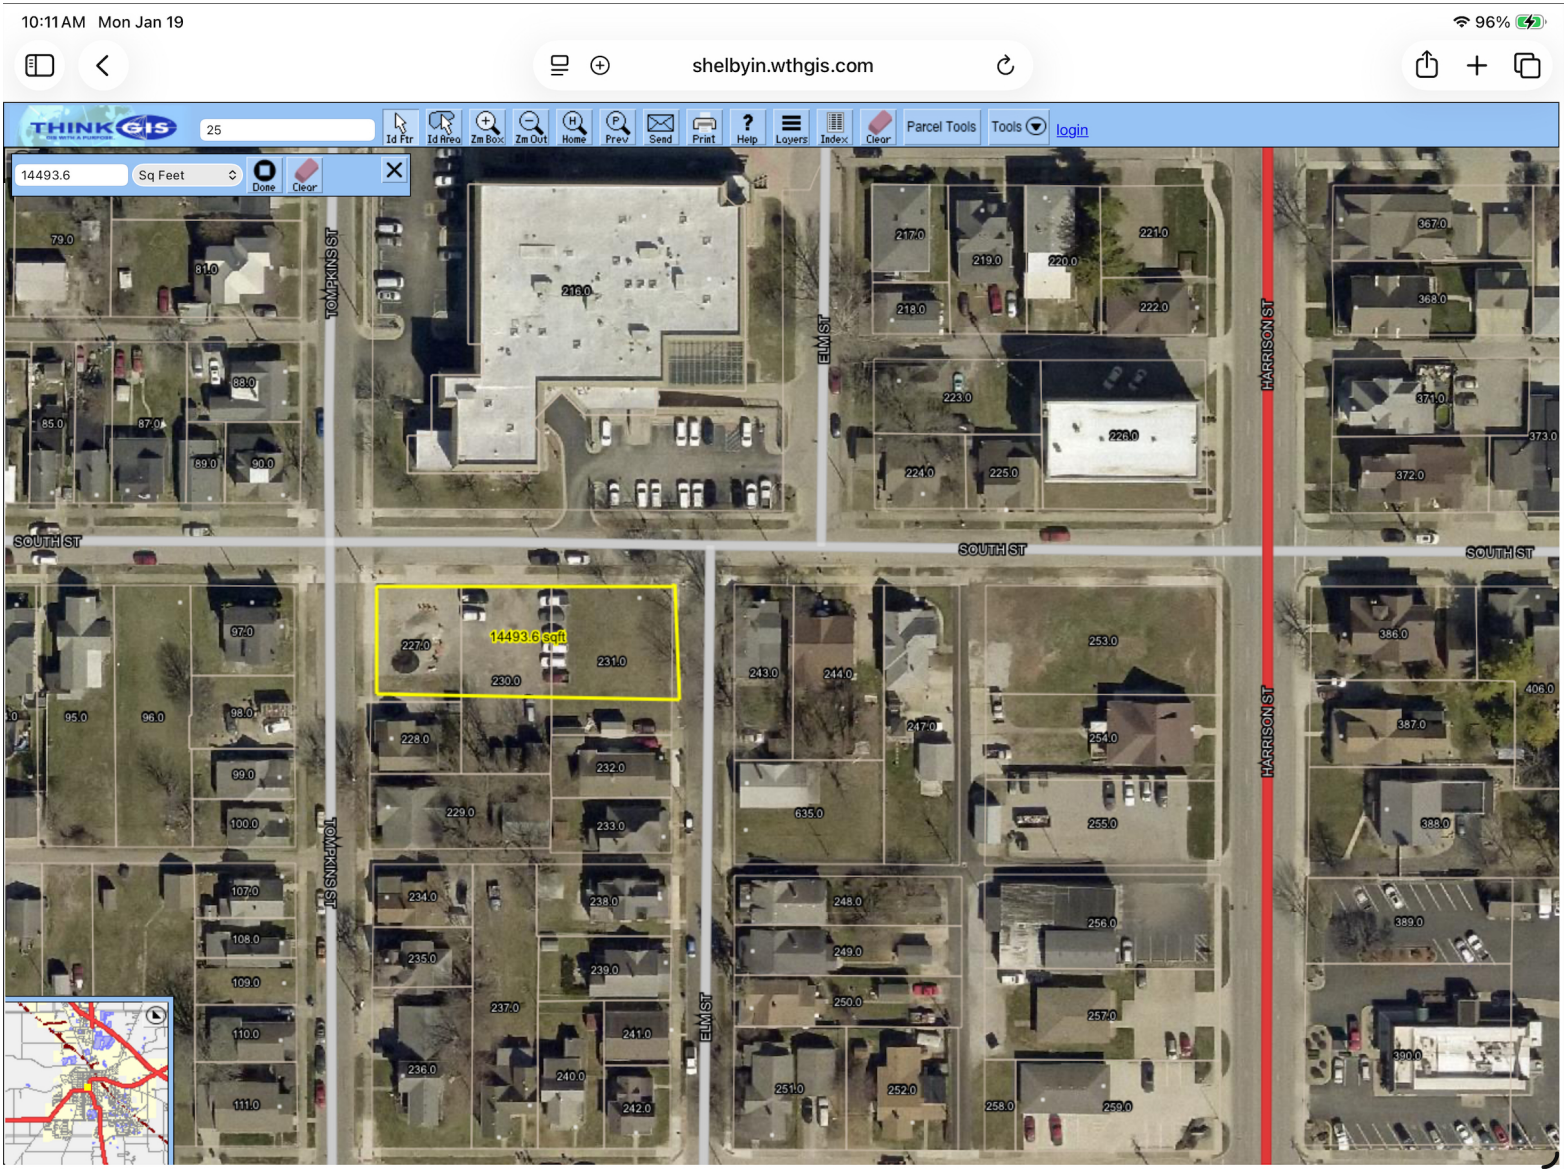 10:11 AM Mon Jan 19
96%
shelbyin.wthgis.com
THINKGIS
GIS WITH A PURPOSE
25
Id Ftr
Id Area
Zm Box
Zm Out
Home
Prev
Send
Print
Help
Layers
Index
Clear
Parcel Tools
Tools
login
14493.6
Sq Feet
Done
Clear
79.0
81.0
TOMPKINS ST
216.0
217.0
218.0
219.0
220.0
221.0
222.0
ELM ST
HARRISON ST
367.0
368.0
85.0
87.0
88.0
89.0
90.0
223.0
224.0
225.0
226.0
371.0
372.0
373.0
SOUTH ST
SOUTH ST
SOUTH ST
95.0
96.0
97.0
98.0
99.0
100.0
227.0
14493.6 sqft
230.0
231.0
228.0
229.0
232.0
233.0
243.0
244.0
247.0
635.0
253.0
254.0
255.0
HARRISON ST
386.0
387.0
406.0
388.0
TOMPKINS ST
107.0
108.0
109.0
110.0
111.0
234.0
235.0
236.0
237.0
238.0
239.0
240.0
241.0
242.0
ELM ST
248.0
249.0
250.0
251.0
252.0
256.0
257.0
258.0
259.0
389.0
390.0